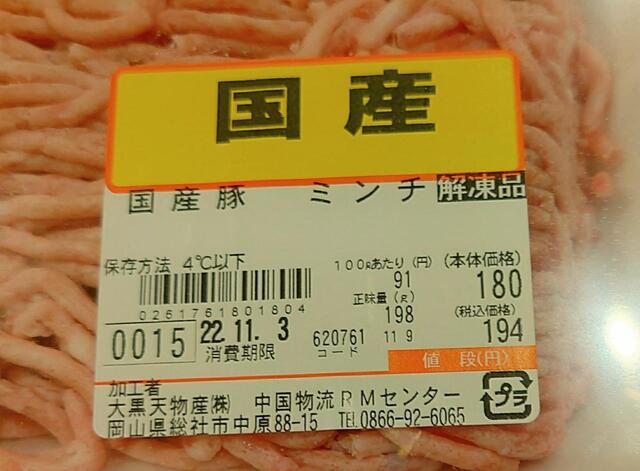 国産
国産豚 ミンチ 解凍品
保存方法 4℃以下
100gあたり(円) (本体価格)
91 180
0261761801804
正味量(g) (税込価格)
198 194
0015 22.11.3 620761 11 9
消費期限 コード 値段(円)
加工者
大黒天物産㈱ 中国物流RMセンター
岡山県総社市中原88-15 TEL0866-92-6065
プラ